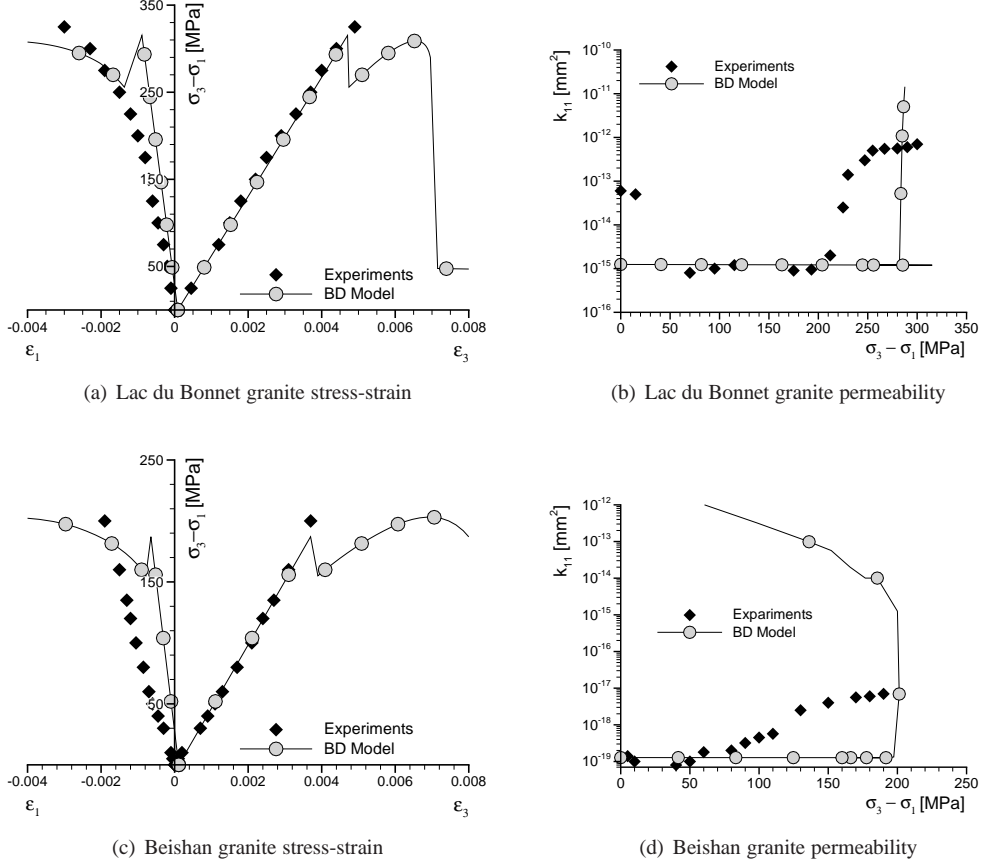 350
250
150
50
σ3–σ1 [MPa]
Experiments
BD Model
-0.004
-0.002
0
0.002
0.004
0.006
0.008
ε1
ε3
(a) Lac du Bonnet granite stress-strain
10^-10
10^-11
10^-12
10^-13
10^-14
10^-15
10^-16
k11 [mm2]
Experiments
BD Model
0
50
100
150
200
250
300
350
σ3 – σ1 [MPa]
(b) Lac du Bonnet granite permeability
250
150
50
σ3–σ1 [MPa]
Experiments
BD Model
-0.004
-0.002
0
0.002
0.004
0.006
0.008
ε1
ε3
(c) Beishan granite stress-strain
10^-12
10^-13
10^-14
10^-15
10^-16
10^-17
10^-18
10^-19
k11 [mm2]
Expariments
BD Model
0
50
100
150
200
250
σ3 – σ1 [MPa]
(d) Beishan granite permeability